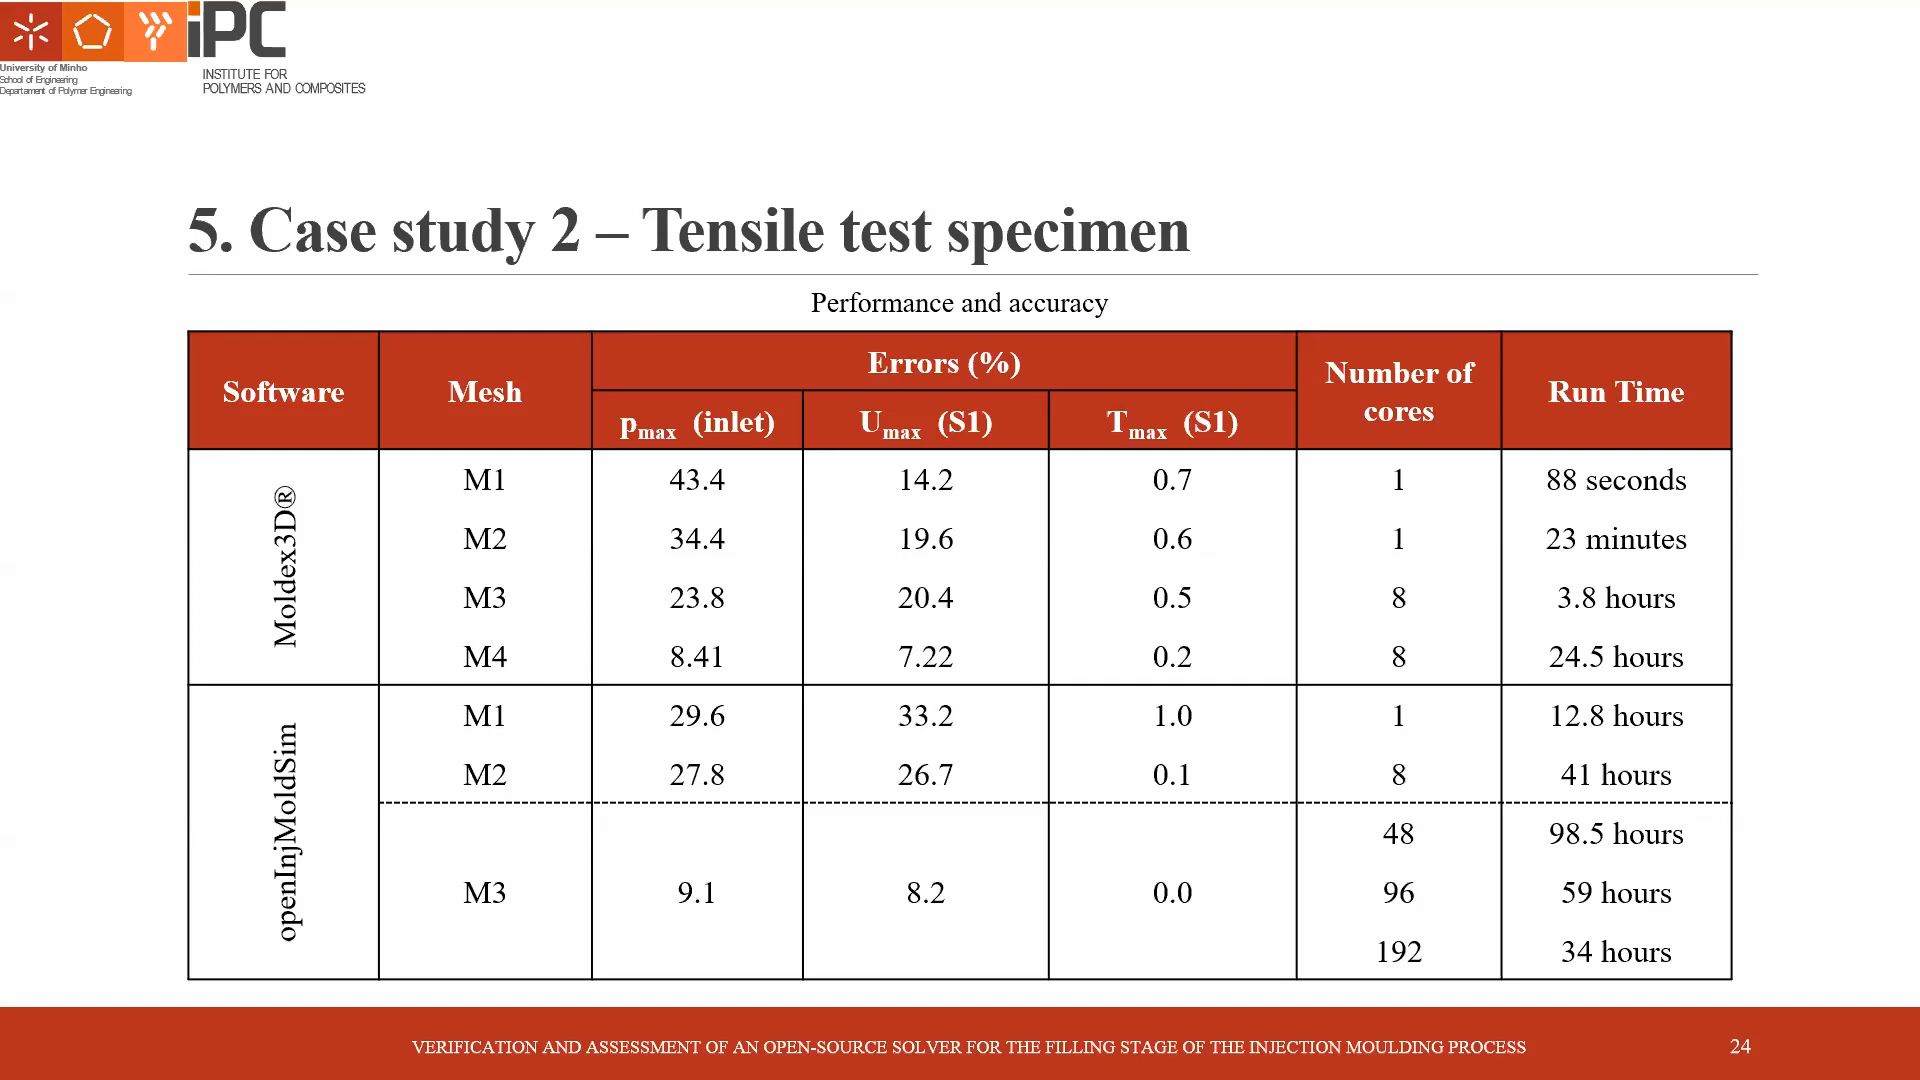 iPC
University of Minho
School of Engineering
Departament of Polymer Engineering
INSTITUTE FOR
POLYMERS AND COMPOSITES
5. Case study 2 – Tensile test specimen
Performance and accuracy
Software Mesh Errors (%) Number of cores Run Time
pmax (inlet) Umax (S1) Tmax (S1)
Moldex3D®
M1 43.4 14.2 0.7 1 88 seconds
M2 34.4 19.6 0.6 1 23 minutes
M3 23.8 20.4 0.5 8 3.8 hours
M4 8.41 7.22 0.2 8 24.5 hours
openInjMoldSim
M1 29.6 33.2 1.0 1 12.8 hours
M2 27.8 26.7 0.1 8 41 hours
48 98.5 hours
M3 9.1 8.2 0.0 96 59 hours
192 34 hours
VERIFICATION AND ASSESSMENT OF AN OPEN-SOURCE SOLVER FOR THE FILLING STAGE OF THE INJECTION MOULDING PROCESS 24